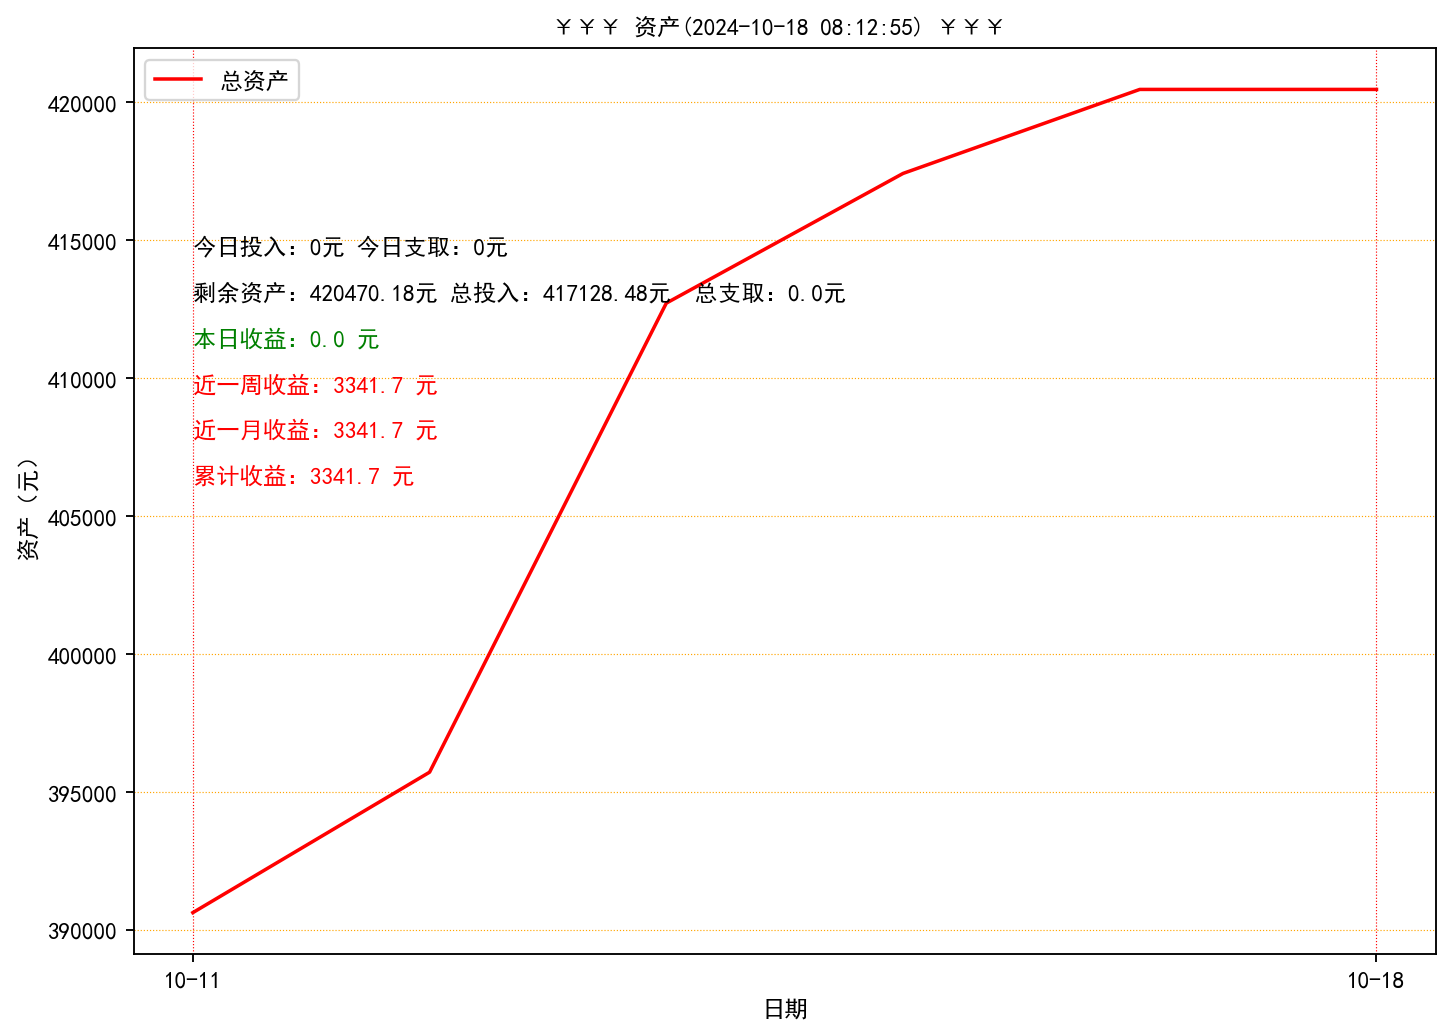 ￥￥￥ 资产(2024-10-18 08:12:55) ￥￥￥
总资产
420000
415000
410000
405000
400000
395000
390000
资产（元）
今日投入：0元 今日支取：0元
剩余资产：420470.18元 总投入：417128.48元 总支取：0.0元
本日收益：0.0 元
近一周收益：3341.7 元
近一月收益：3341.7 元
累计收益：3341.7 元
10-11
10-18
日期